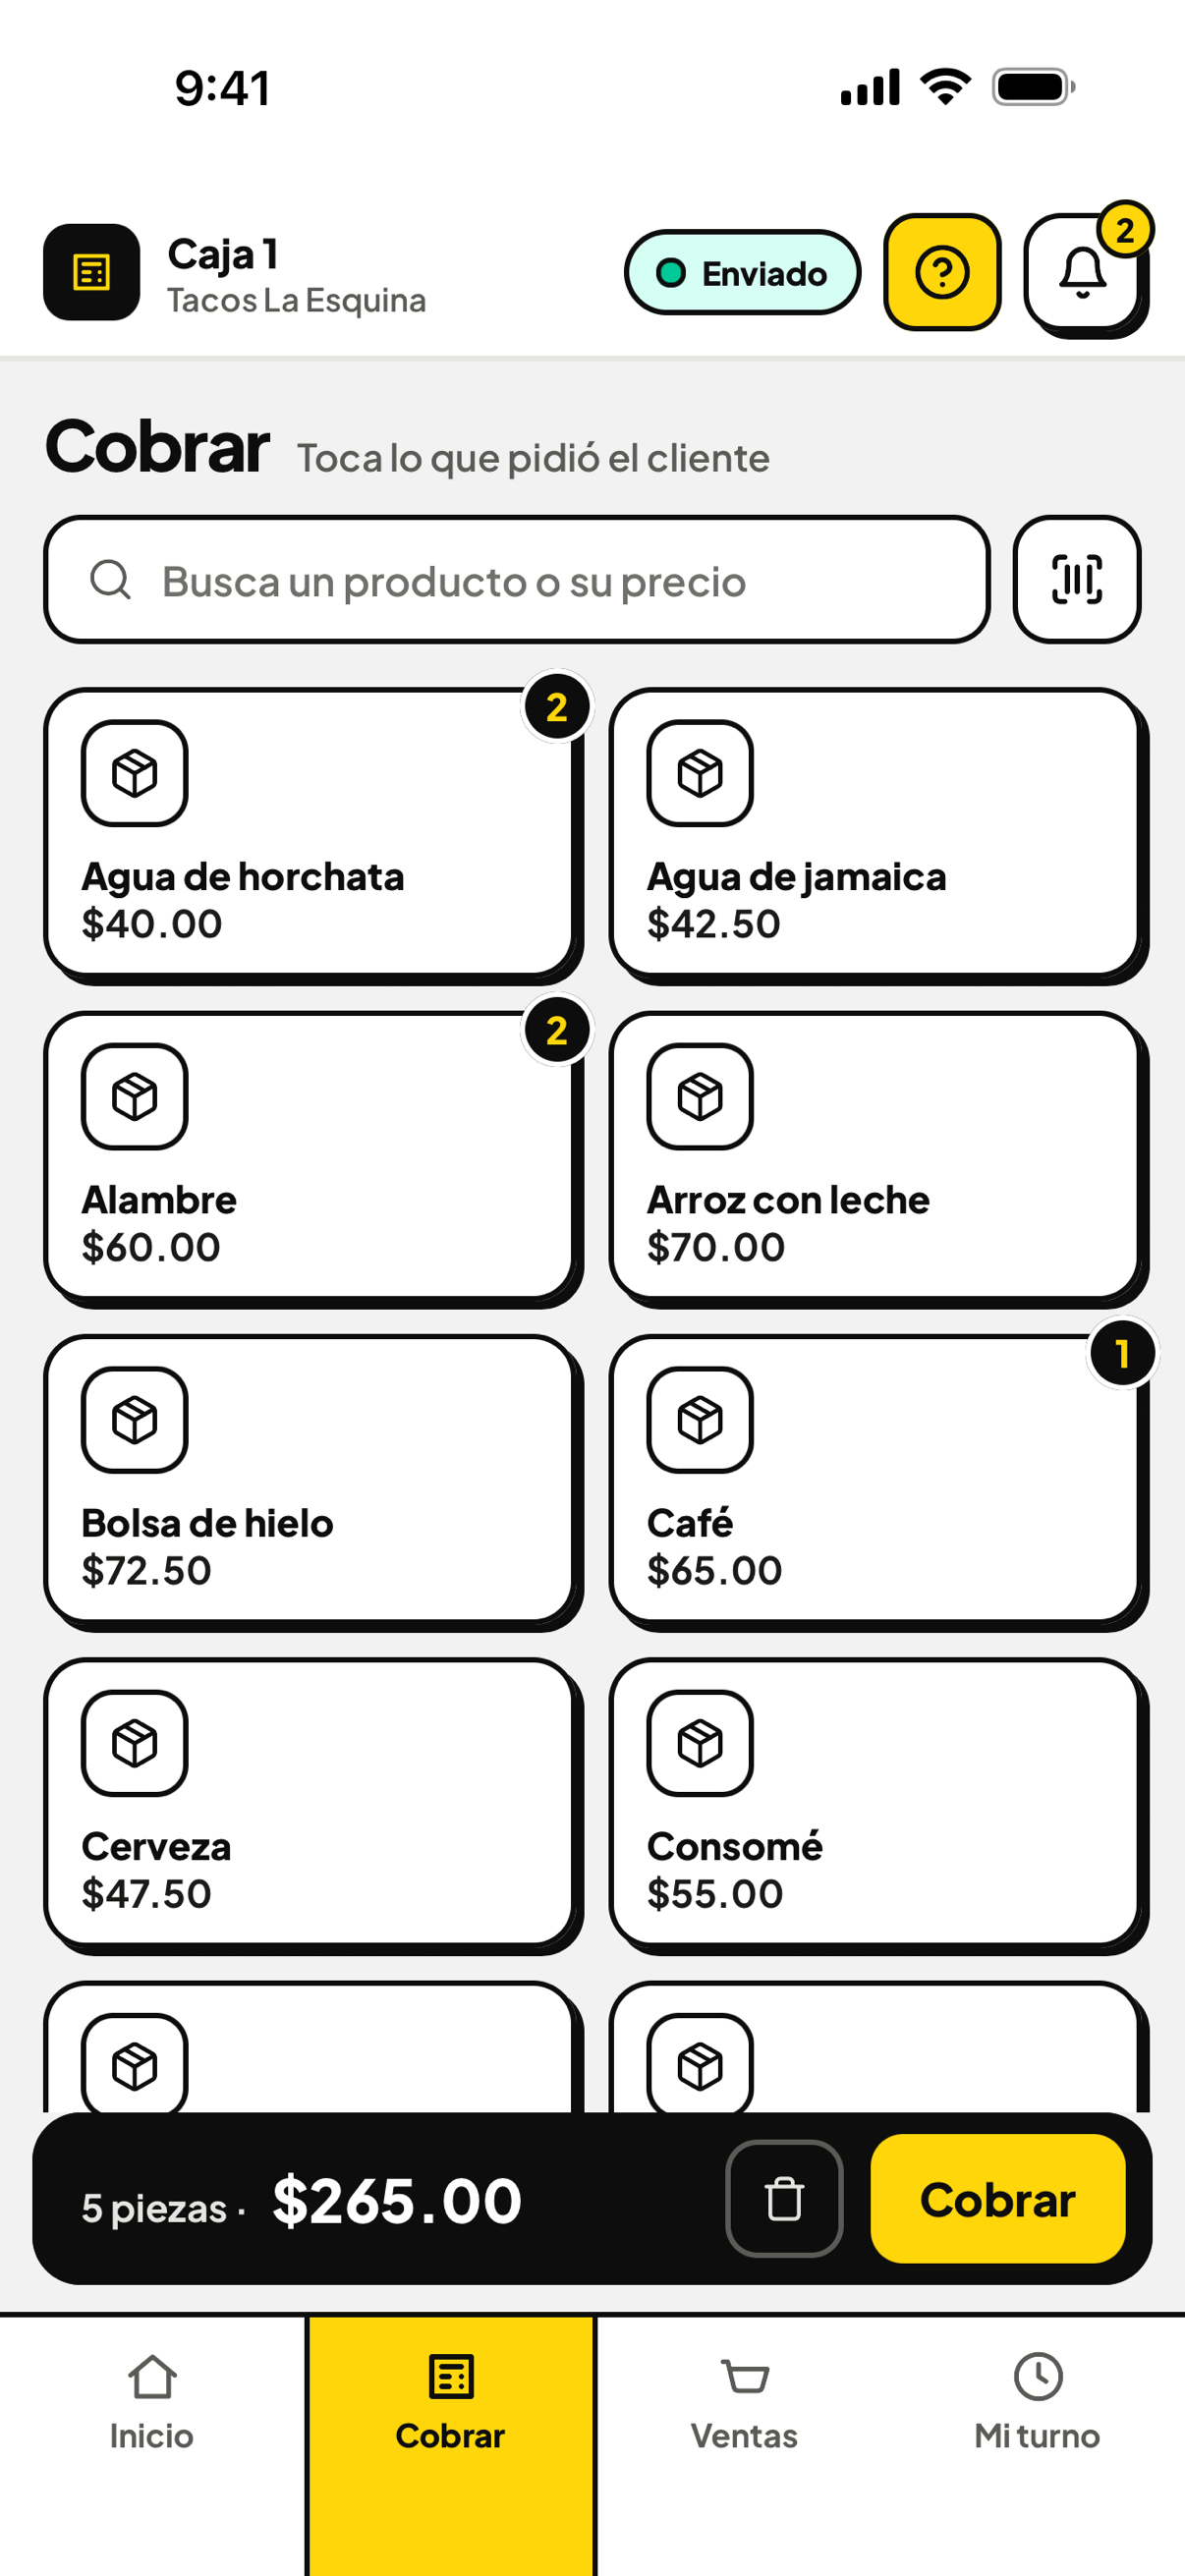 9:41
Caja 1
Tacos La Esquina
Enviado
2
Cobrar Toca lo que pidió el cliente
Busca un producto o su precio
2
Agua de horchata
$40.00
Agua de jamaica
$42.50
2
Alambre
$60.00
Arroz con leche
$70.00
Bolsa de hielo
$72.50
1
Café
$65.00
Cerveza
$47.50
Consomé
$55.00
5 piezas · $265.00
Cobrar
Inicio
Cobrar
Ventas
Mi turno